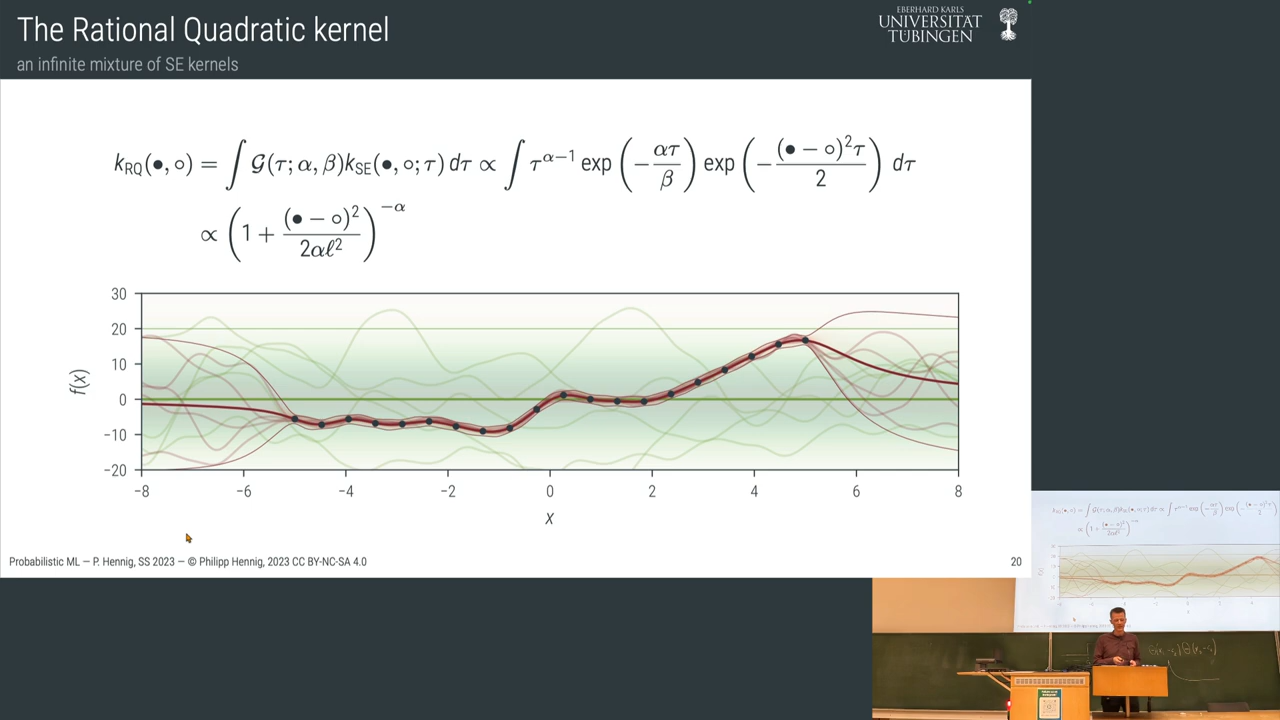 The Rational Quadratic kernel
an infinite mixture of SE kernels
EBERHARD KARLS
UNIVERSITÄT
TÜBINGEN
k_RQ(•, ◦) = ∫ 𝒢(τ; α, β)k_SE(•, ◦; τ) dτ ∝ ∫ τ^(α−1) exp (−ατ/β) exp (−(• − ◦)²τ/2) dτ
∝ (1 + (• − ◦)²/2αℓ²)^−α
30
20
10
0
−10
−20
f(x)
−8 −6 −4 −2 0 2 4 6 8
x
Probabilistic ML — P. Hennig, SS 2023 — © Philipp Hennig, 2023 CC BY-NC-SA 4.0
20